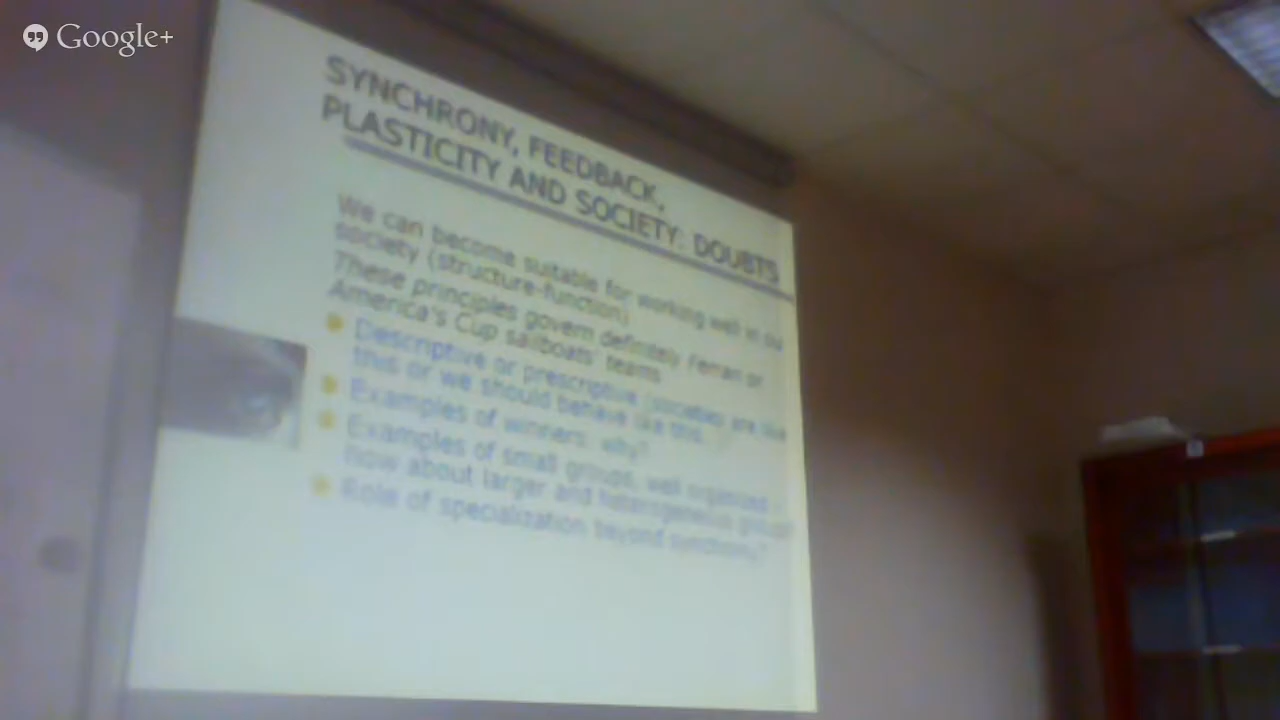 Google+
SYNCHRONY, FEEDBACK,
PLASTICITY AND SOCIETY: DOUBTS
We can become suitable for working well in our
society (structure-function)
These principles govern definitely Ferrari or
America's Cup sailboats' teams
Descriptive or prescriptive (societies are like
this or we should behave like this
Examples of winners: why?
Examples of small groups, well organized
how about larger and heterogeneous groups
Role of specialization beyond synchrony